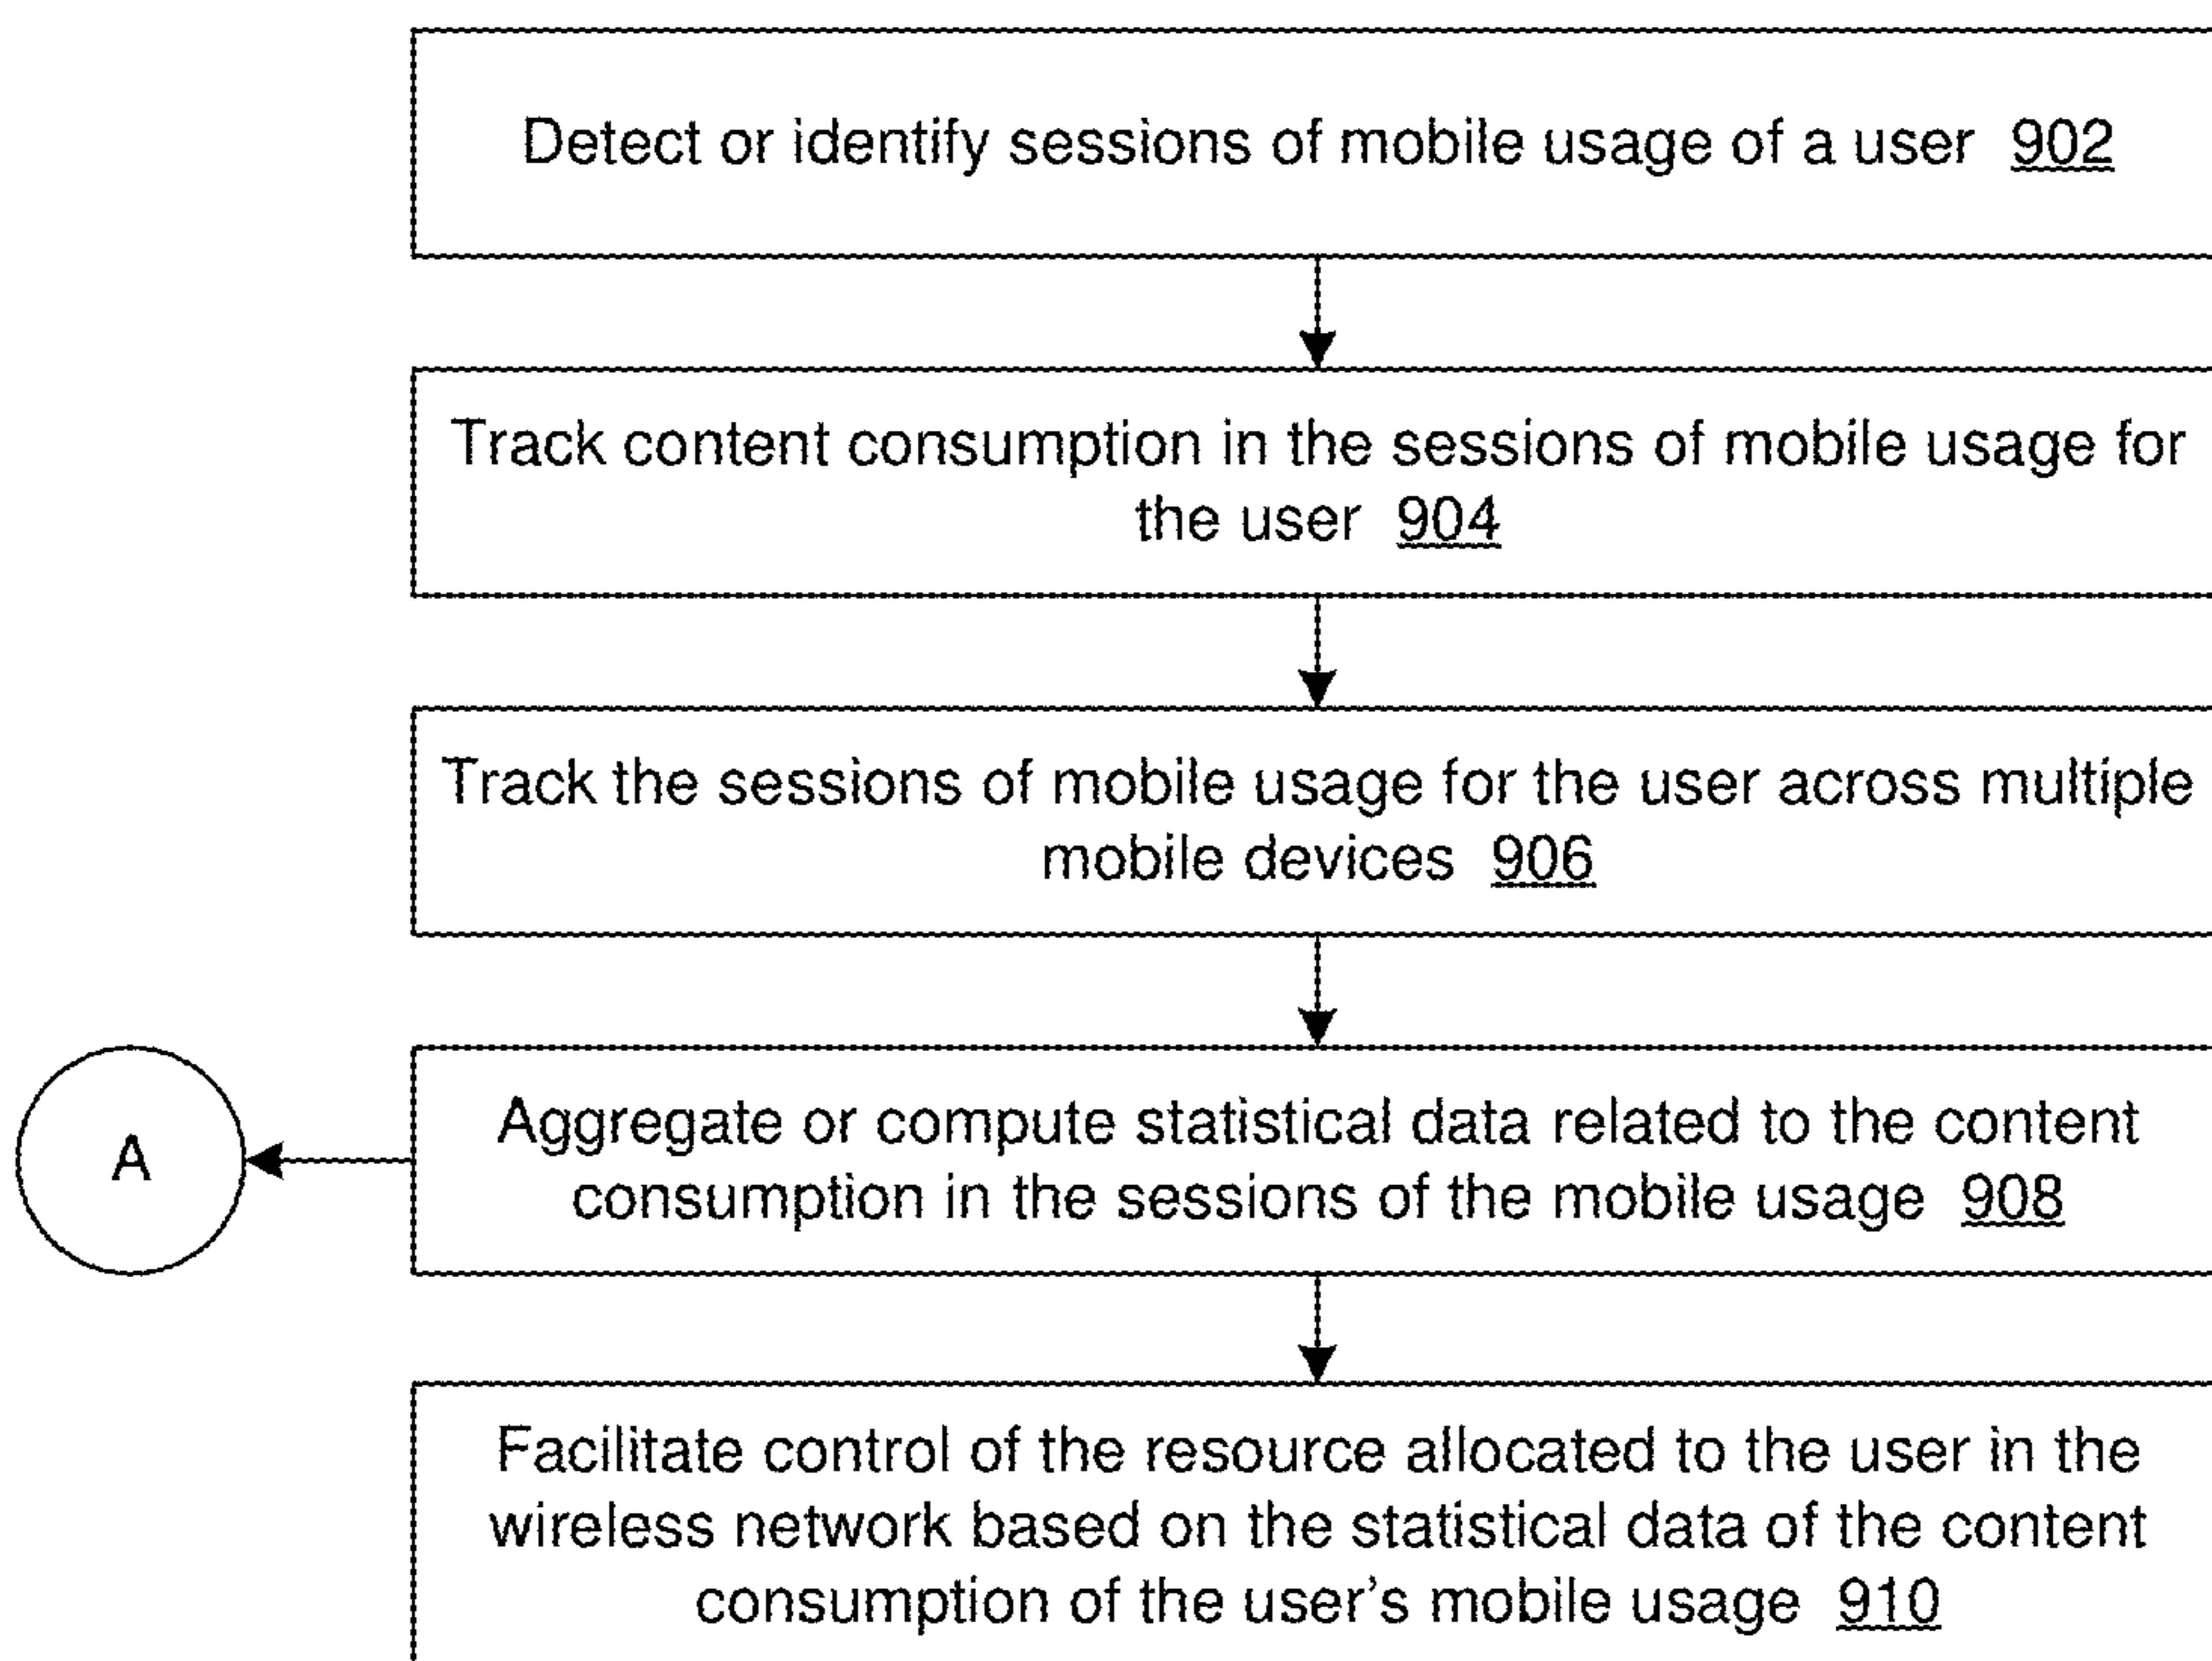 Detect or identify sessions of mobile usage of a user 902
Track content consumption in the sessions of mobile usage for
the user 904
Track the sessions of mobile usage for the user across multiple
mobile devices 906
A
Aggregate or compute statistical data related to the content
consumption in the sessions of the mobile usage 908
Facilitate control of the resource allocated to the user in the
wireless network based on the statistical data of the content
consumption of the user's mobile usage 910